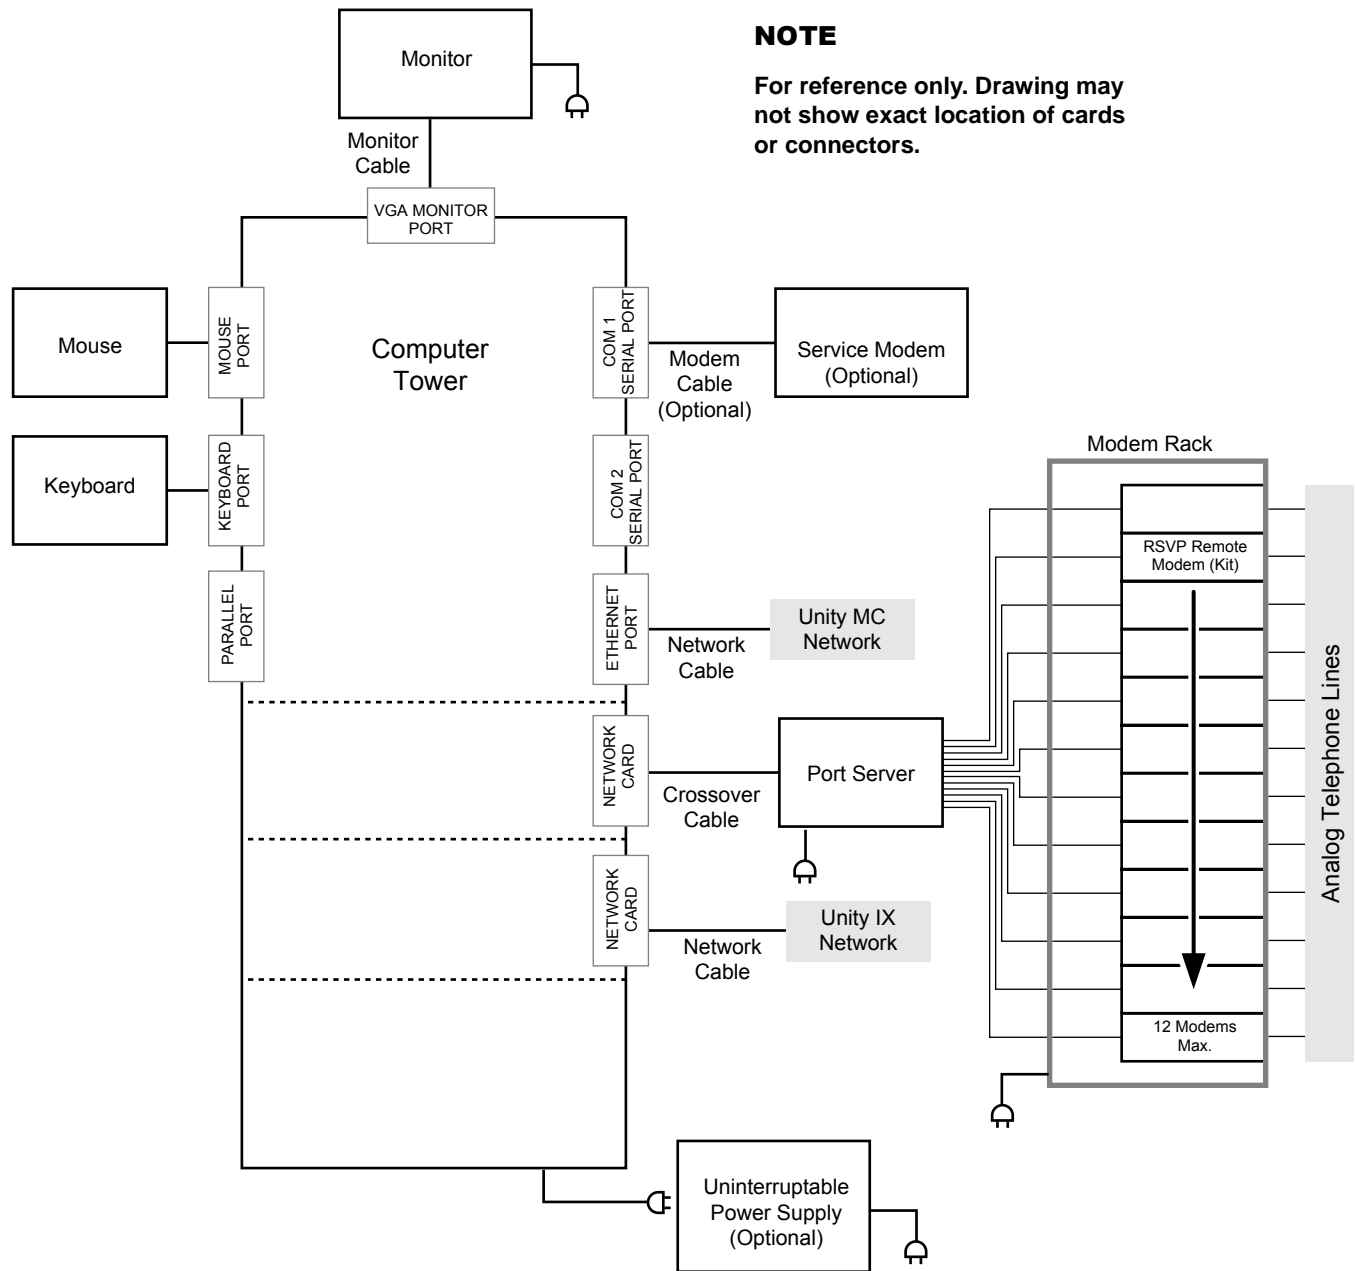 Monitor
NOTE
For reference only. Drawing may
not show exact location of cards
or connectors.
Monitor
Cable
VGA MONITOR
PORT
Mouse
MOUSE
PORT
Computer
Tower
COM 1
SERIAL PORT
Modem
Cable
(Optional)
Service Modem
(Optional)
Keyboard
KEYBOARD
PORT
COM 2
SERIAL PORT
Modem Rack
RSVP Remote
Modem (Kit)
PARALLEL
PORT
ETHERNET
PORT
Network
Cable
Unity MC
Network
NETWORK
CARD
Crossover
Cable
Port Server
Analog Telephone Lines
NETWORK
CARD
Network
Cable
Unity IX
Network
12 Modems
Max.
Uninterruptable
Power Supply
(Optional)